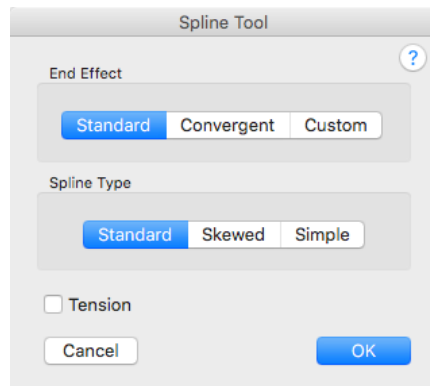 Spline Tool
?
End Effect
Standard Convergent Custom
Spline Type
Standard Skewed Simple
Tension
Cancel OK